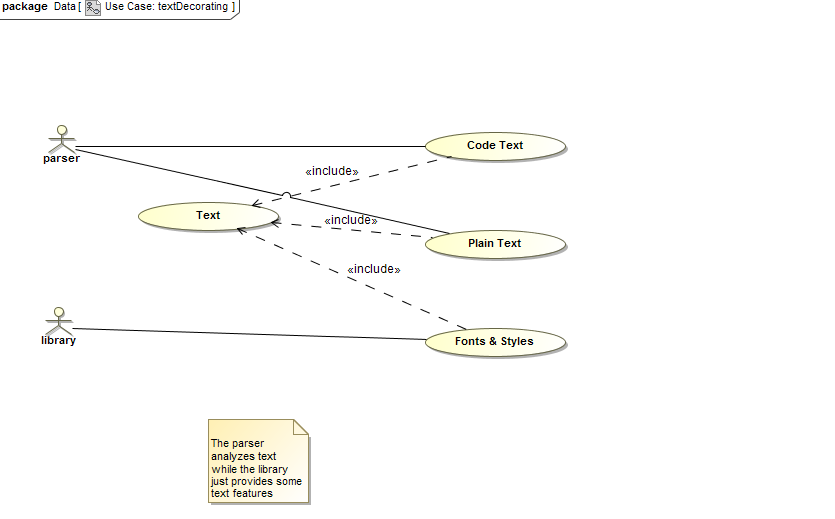 package Data [ Use Case: textDecorating ]
Code Text
parser
«include»
Text
«include»
Plain Text
«include»
library
Fonts & Styles
The parser
analyzes text
while the library
just provides some
text features